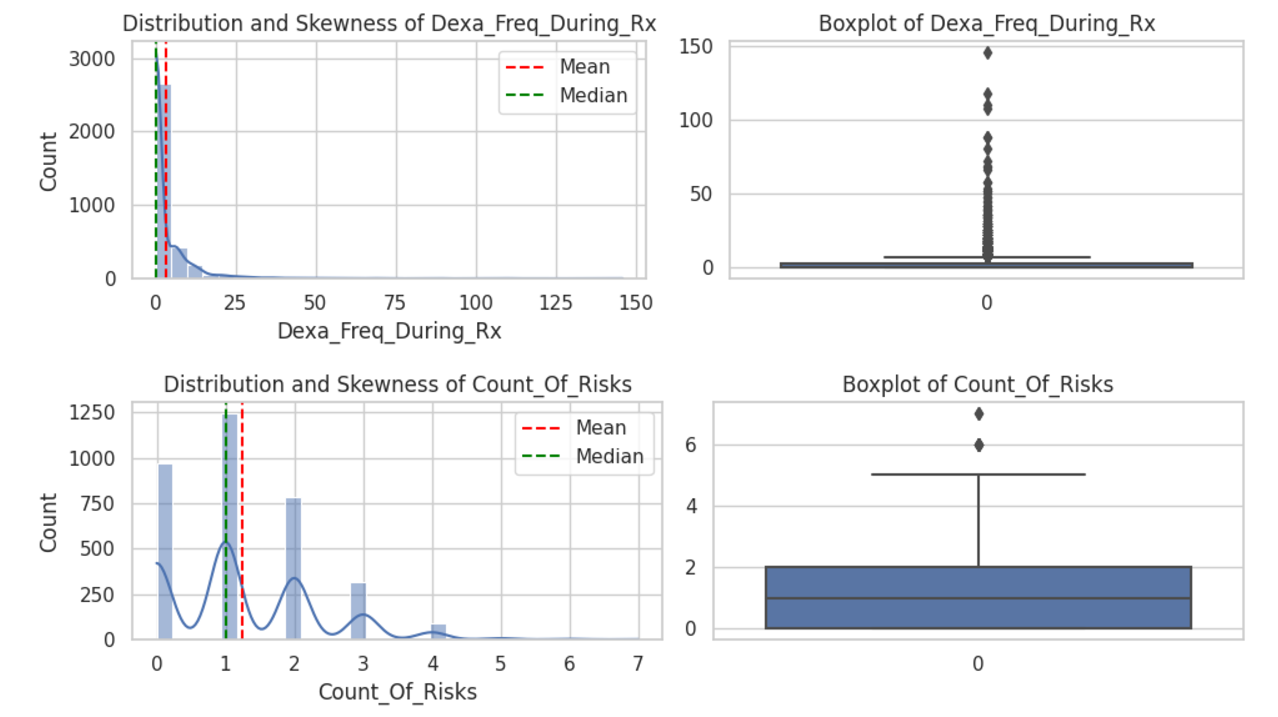 Distribution and Skewness of Dexa_Freq_During_Rx
3000
2000
1000
0
Count
Mean
Median
0 25 50 75 100 125 150
Dexa_Freq_During_Rx
Boxplot of Dexa_Freq_During_Rx
150
100
50
0
0
Distribution and Skewness of Count_Of_Risks
1250
1000
750
500
250
0
Count
Mean
Median
0 1 2 3 4 5 6 7
Count_Of_Risks
Boxplot of Count_Of_Risks
6
4
2
0
0